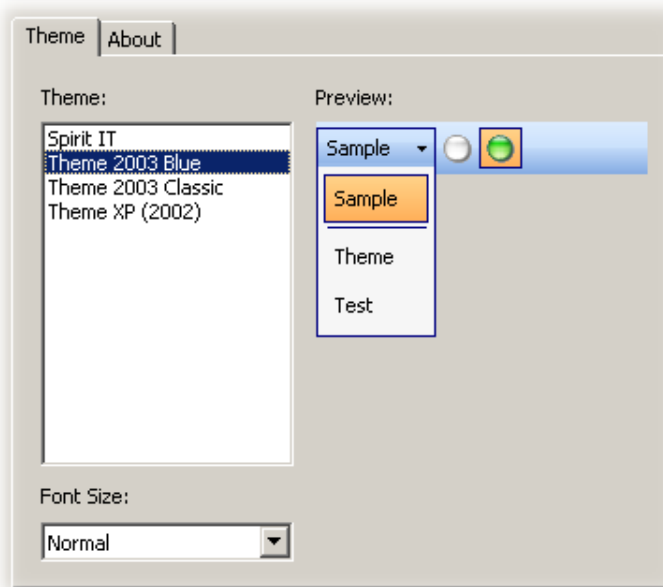 Theme About
Theme:
Spirit IT
Theme 2003 Blue
Theme 2003 Classic
Theme XP (2002)
Preview:
Sample
Sample
Theme
Test
Font Size:
Normal